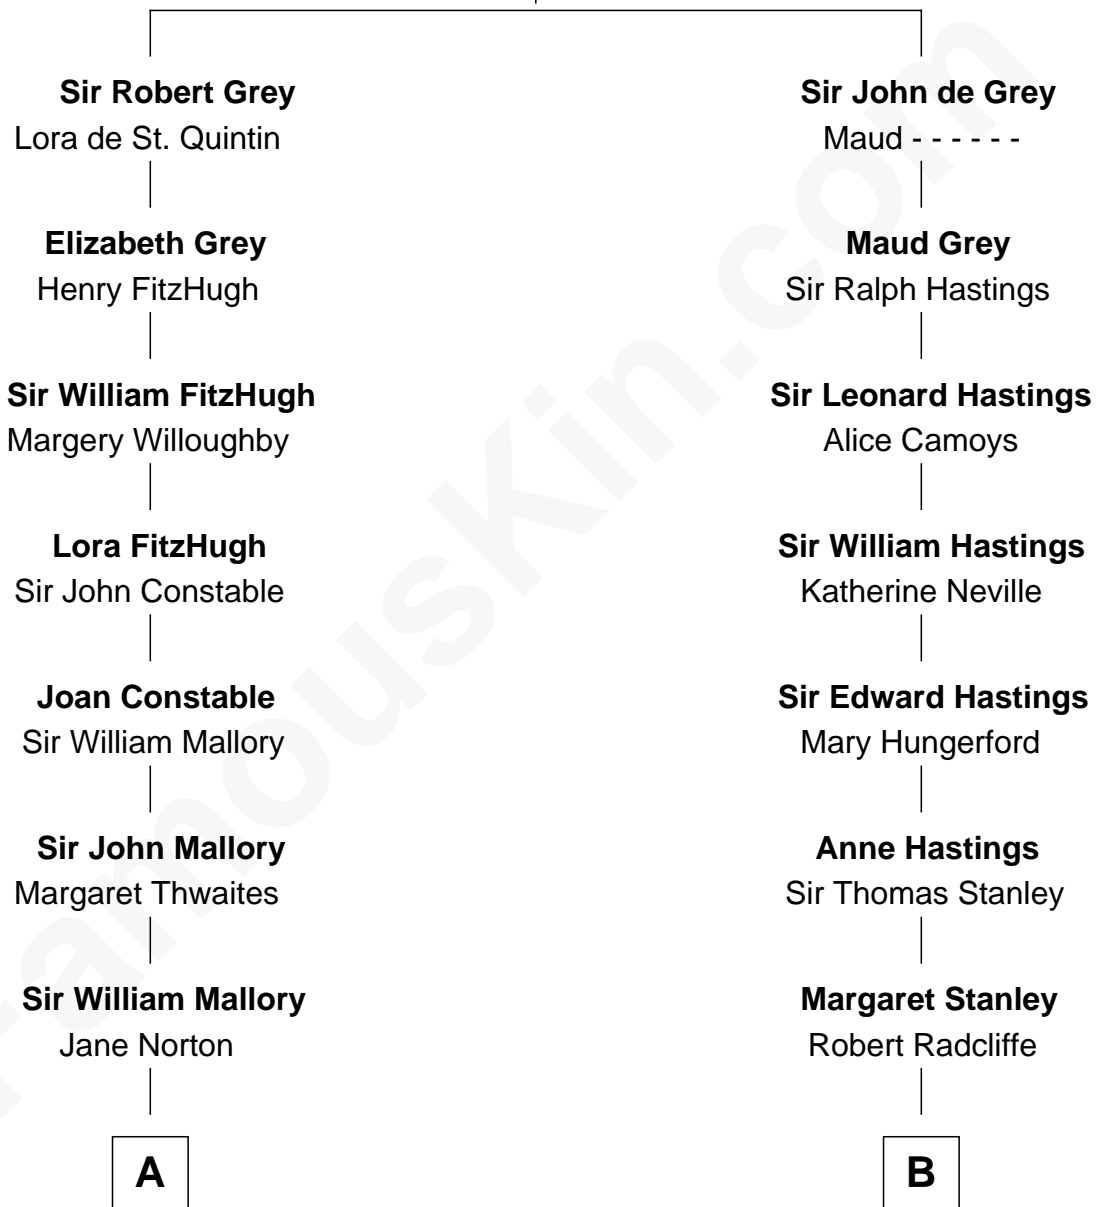 Sir Robert Grey
Lora de St. Quintin
Elizabeth Grey
Henry FitzHugh
Sir William FitzHugh
Margery Willoughby
Lora FitzHugh
Sir John Constable
Joan Constable
Sir William Mallory
Sir John Mallory
Margaret Thwaites
Sir William Mallory
Jane Norton
A
Sir John de Grey
Maud - - - - - -
Maud Grey
Sir Ralph Hastings
Sir Leonard Hastings
Alice Camoys
Sir William Hastings
Katherine Neville
Sir Edward Hastings
Mary Hungerford
Anne Hastings
Sir Thomas Stanley
Margaret Stanley
Robert Radcliffe
B
FamousKin.com